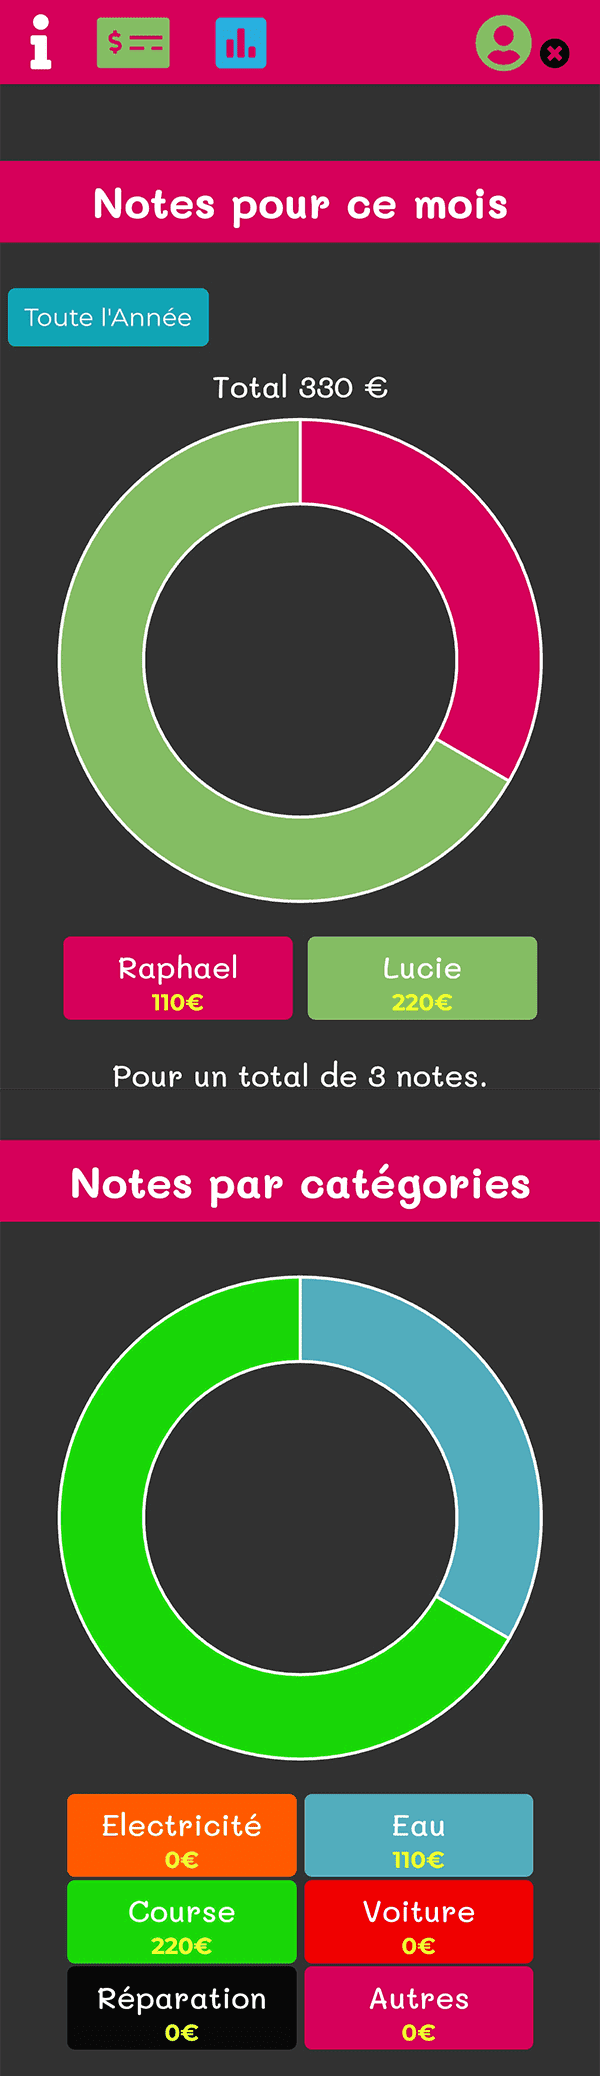 Notes pour ce mois
Toute l'Année
Total 330 €
Raphael
110€
Lucie
220€
Pour un total de 3 notes.
Notes par catégories
Electricité
0€
Eau
110€
Course
220€
Voiture
0€
Réparation
0€
Autres
0€